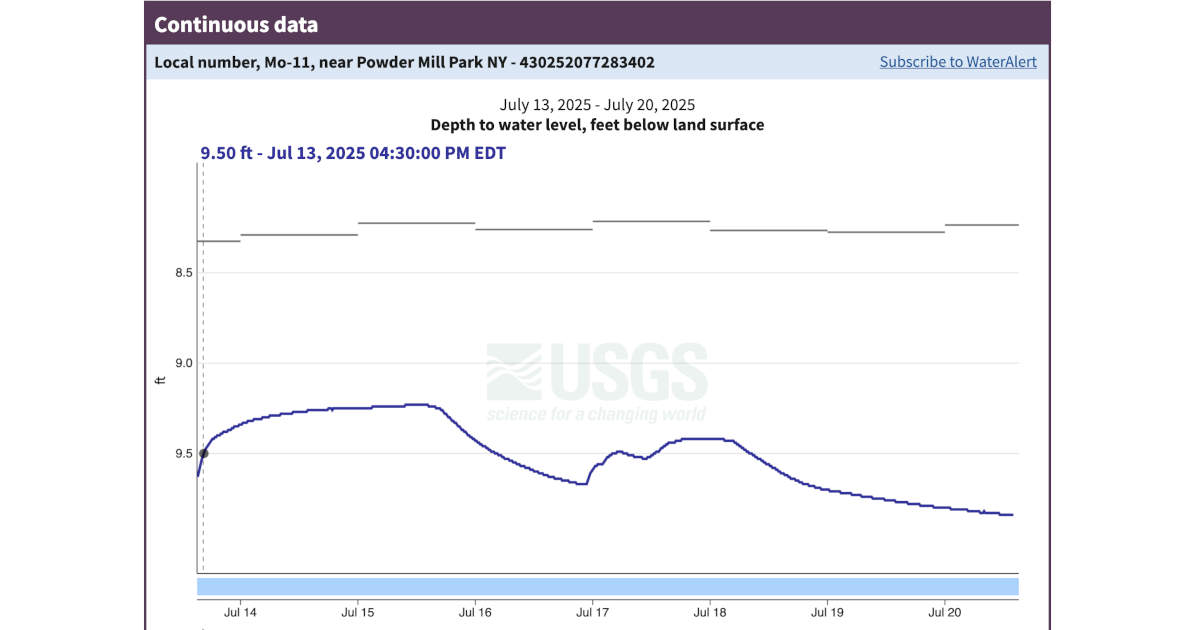 Continuous data
Local number, Mo-11, near Powder Mill Park NY - 430252077283402 Subscribe to WaterAlert
July 13, 2025 - July 20, 2025
Depth to water level, feet below land surface
9.50 ft - Jul 13, 2025 04:30:00 PM EDT
8.5
9.0
USGS
science for a changing world
ft
9.5
Jul 14 Jul 15 Jul 16 Jul 17 Jul 18 Jul 19 Jul 20